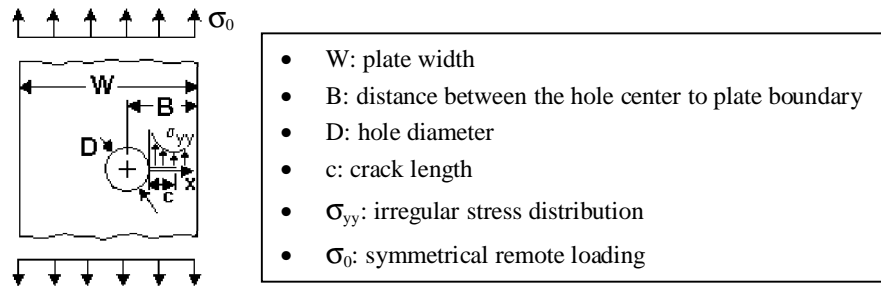 σ₀
W
B
D
σyy
x
c
• W: plate width
• B: distance between the hole center to plate boundary
• D: hole diameter
• c: crack length
• σyy: irregular stress distribution
• σ₀: symmetrical remote loading